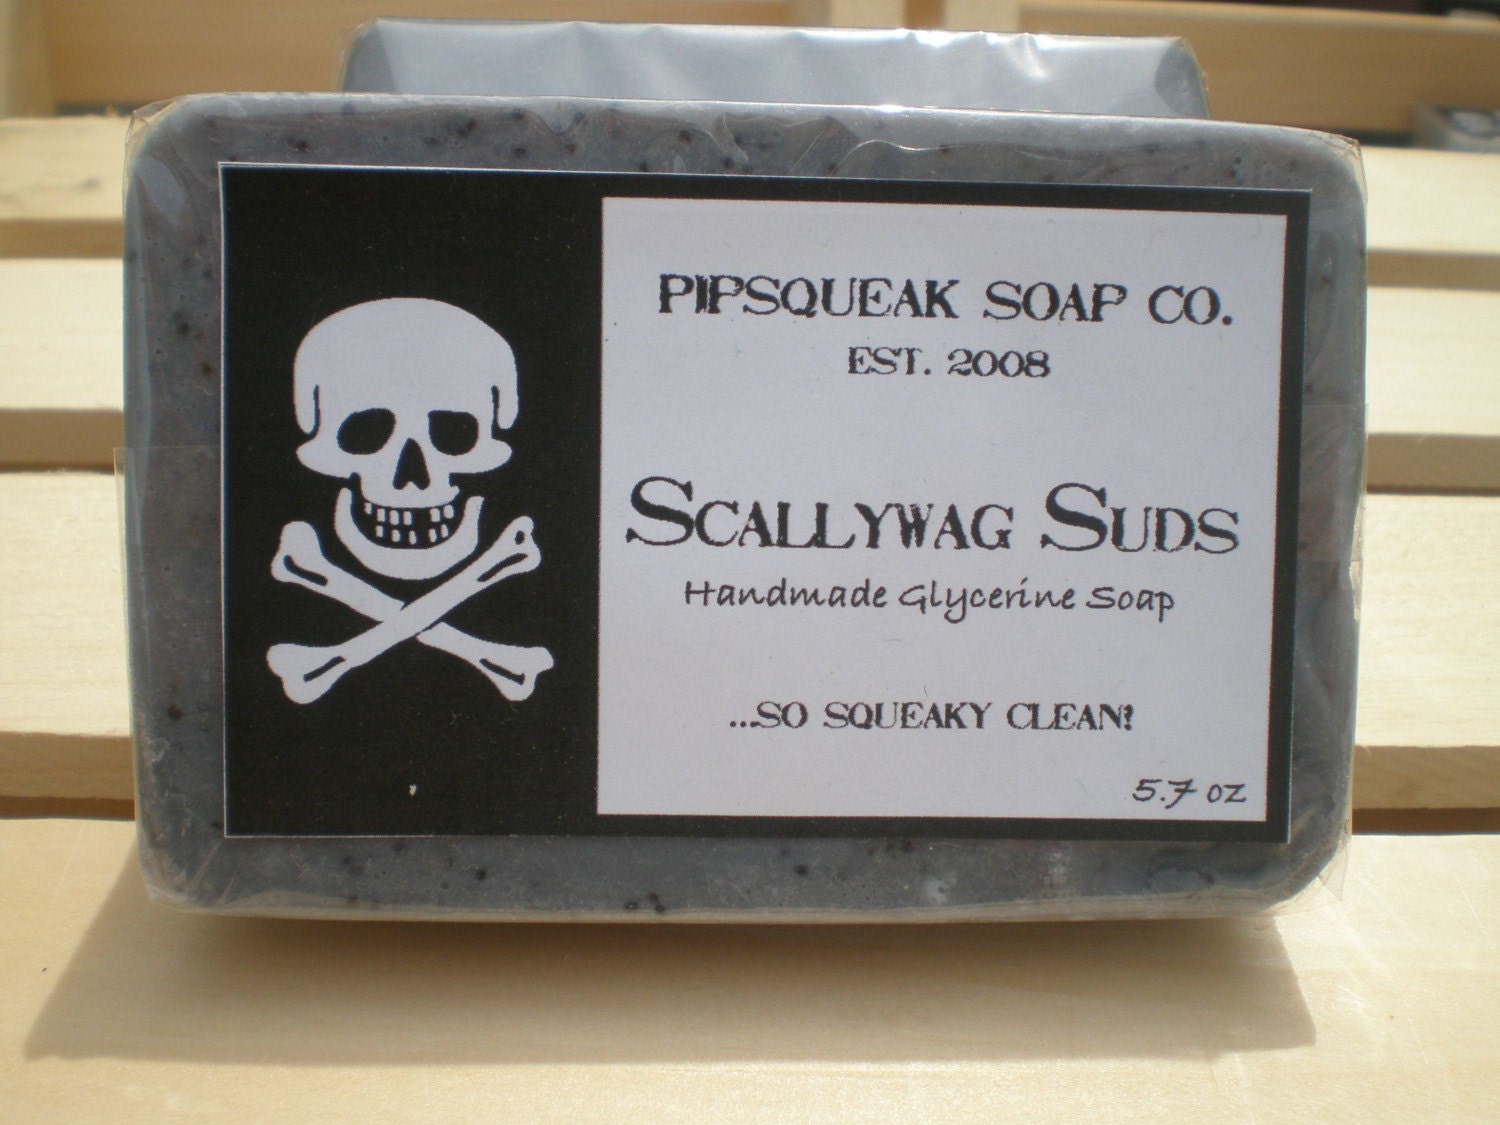 PIPSQUEAK SOAP CO.
EST. 2008
SCALLYWAG SUDS
Handmade Glycerine Soap
...SO SQUEAKY CLEAN!
5.7 oz